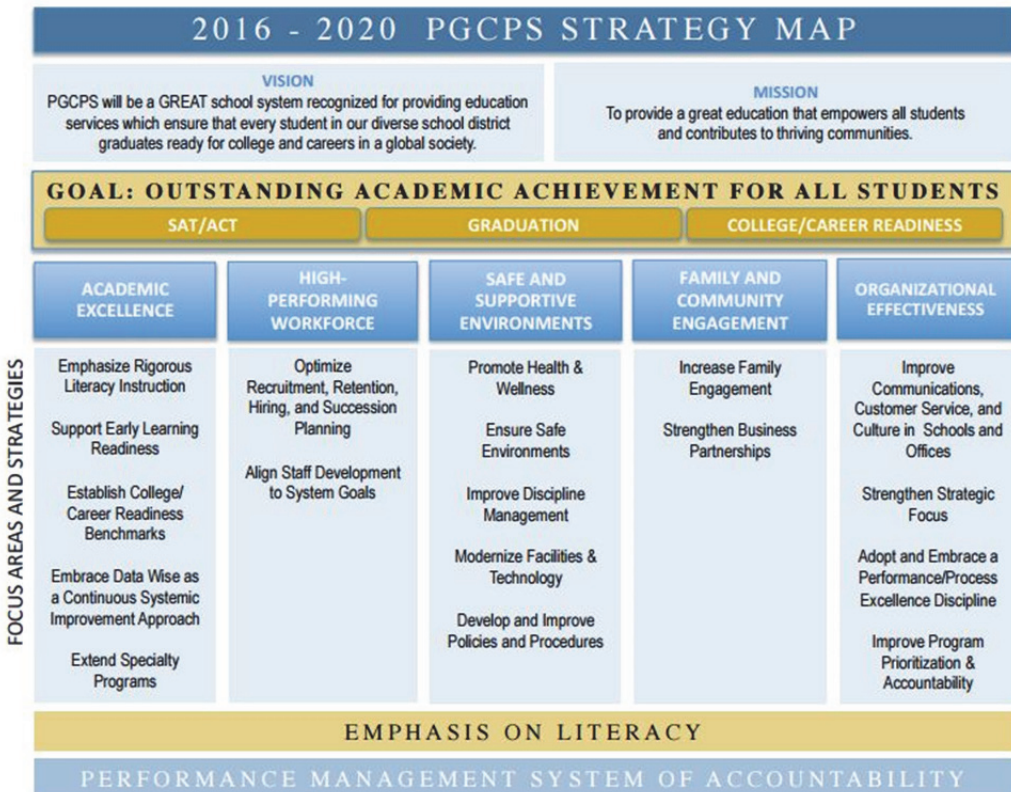 2016 - 2020 PGCPS STRATEGY MAP
VISION
PGCPS will be a GREAT school system recognized for providing education
services which ensure that every student in our diverse school district
graduates ready for college and careers in a global society.
MISSION
To provide a great education that empowers all students
and contributes to thriving communities.
GOAL: OUTSTANDING ACADEMIC ACHIEVEMENT FOR ALL STUDENTS
SAT/ACT
GRADUATION
COLLEGE/CAREER READINESS
FOCUS AREAS AND STRATEGIES
ACADEMIC
EXCELLENCE
Emphasize Rigorous
Literacy Instruction
Support Early Learning
Readiness
Establish College/
Career Readiness
Benchmarks
Embrace Data Wise as
a Continuous Systemic
Improvement Approach
Extend Specialty
Programs
HIGH-
PERFORMING
WORKFORCE
Optimize
Recruitment, Retention,
Hiring, and Succession
Planning
Align Staff Development
to System Goals
SAFE AND
SUPPORTIVE
ENVIRONMENTS
Promote Health &
Wellness
Ensure Safe
Environments
Improve Discipline
Management
Modernize Facilities &
Technology
Develop and Improve
Policies and Procedures
FAMILY AND
COMMUNITY
ENGAGEMENT
Increase Family
Engagement
Strengthen Business
Partnerships
ORGANIZATIONAL
EFFECTIVENESS
Improve
Communications,
Customer Service, and
Culture in Schools and
Offices
Strengthen Strategic
Focus
Adopt and Embrace a
Performance/Process
Excellence Discipline
Improve Program
Prioritization &
Accountability
EMPHASIS ON LITERACY
PERFORMANCE MANAGEMENT SYSTEM OF ACCOUNTABILITY